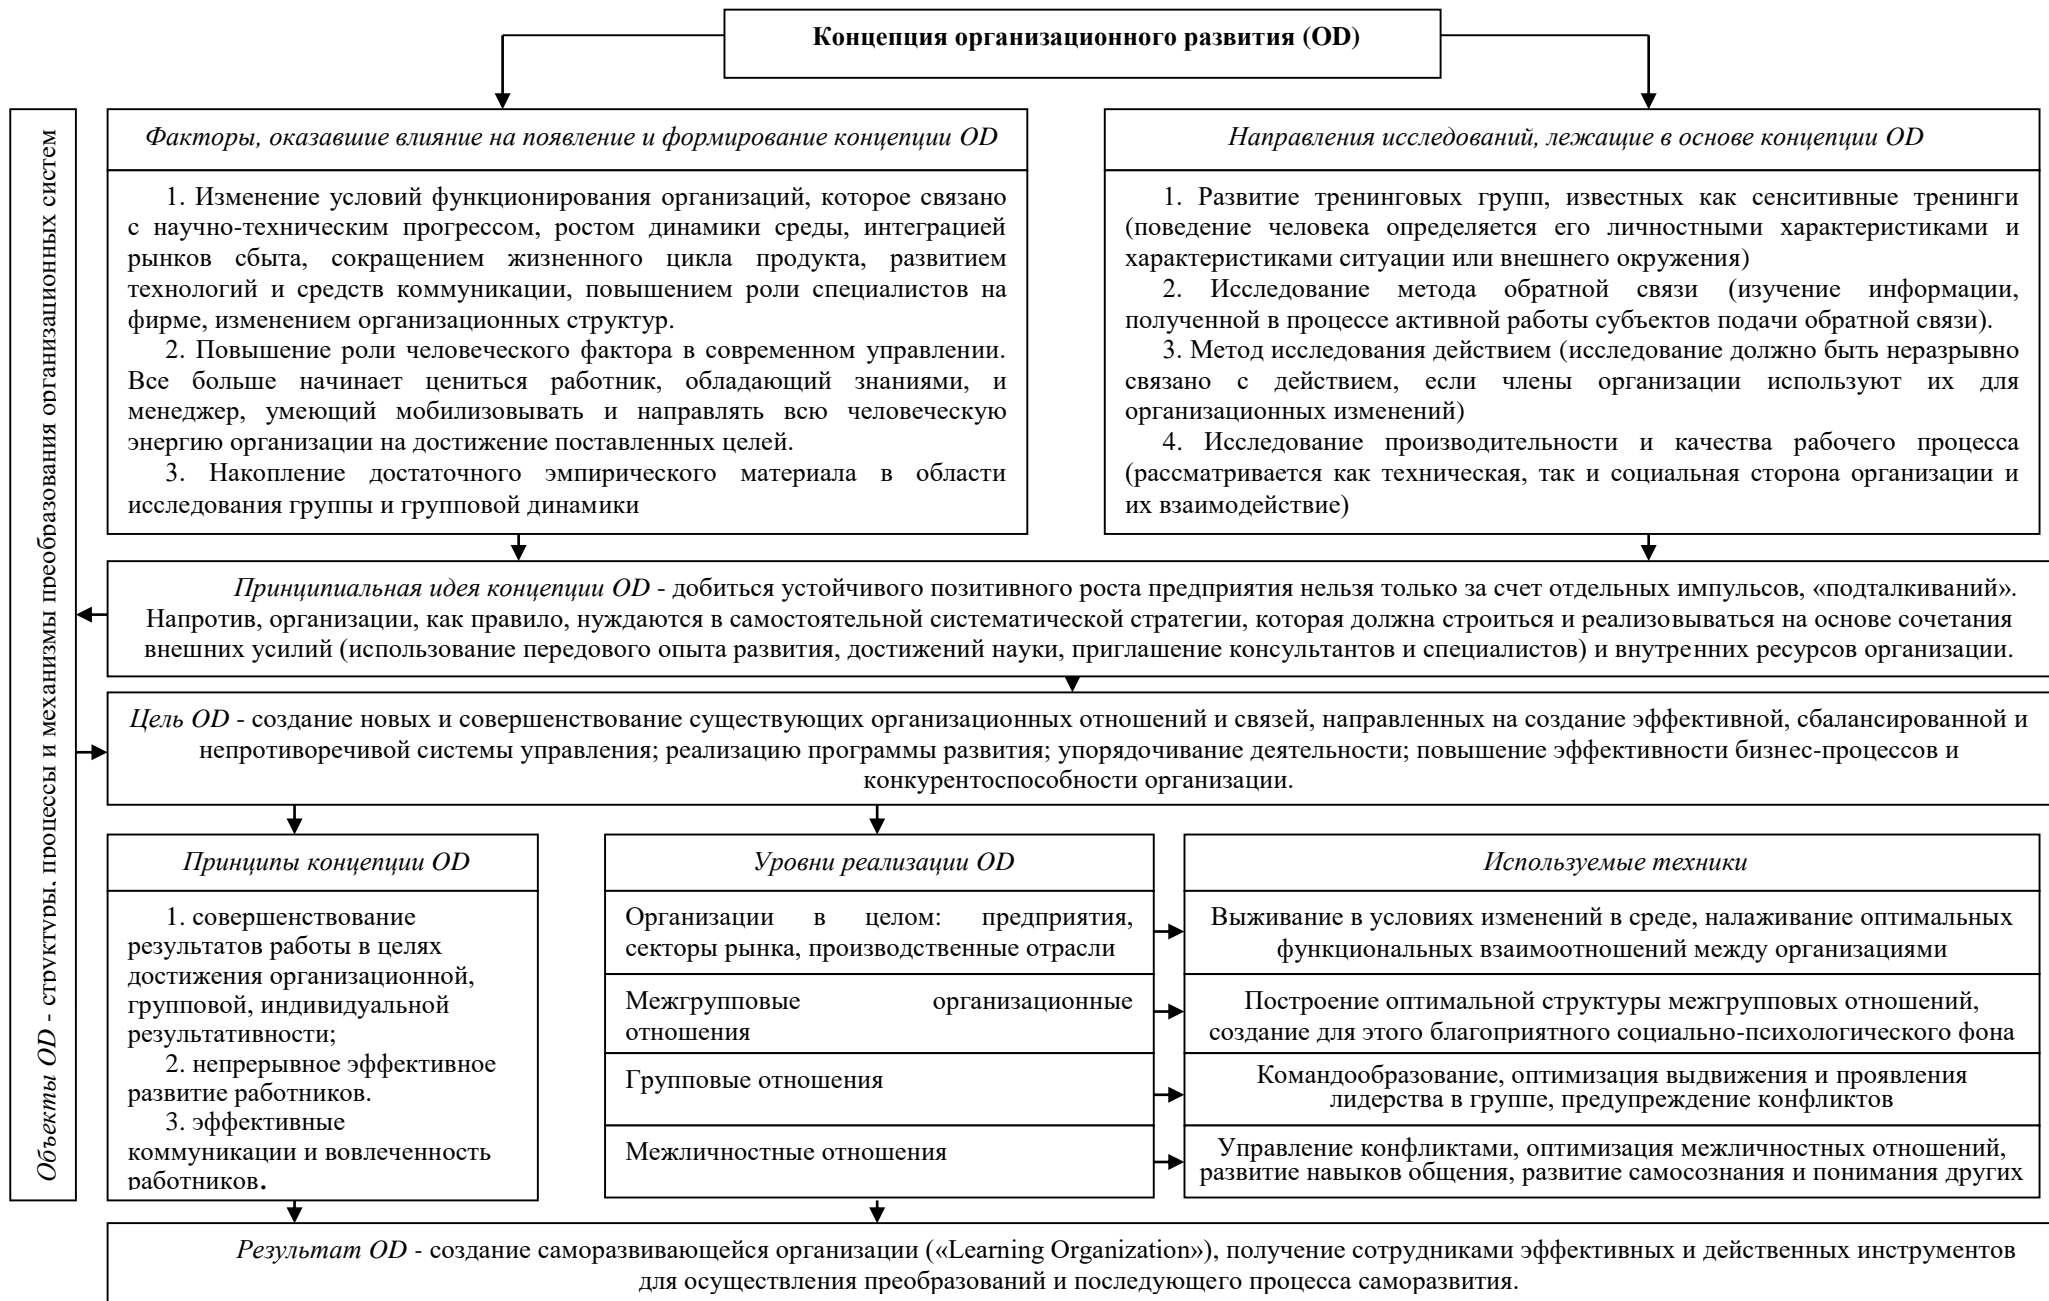 Концепция организационного развития (OD)
Объекты OD - структуры, процессы и механизмы преобразования организационных систем
Факторы, оказавшие влияние на появление и формирование концепции OD
1. Изменение условий функционирования организаций, которое связано
с научно-техническим прогрессом, ростом динамики среды, интеграцией
рынков сбыта, сокращением жизненного цикла продукта, развитием
технологий и средств коммуникации, повышением роли специалистов на
фирме, изменением организационных структур.
2. Повышение роли человеческого фактора в современном управлении.
Все больше начинает цениться работник, обладающий знаниями, и
менеджер, умеющий мобилизовывать и направлять всю человеческую
энергию организации на достижение поставленных целей.
3. Накопление достаточного эмпирического материала в области
исследования группы и групповой динамики
Направления исследований, лежащие в основе концепции OD
1. Развитие тренинговых групп, известных как сенситивные тренинги
(поведение человека определяется его личностными характеристиками и
характеристиками ситуации или внешнего окружения)
2. Исследование метода обратной связи (изучение информации,
полученной в процессе активной работы субъектов подачи обратной связи).
3. Метод исследования действием (исследование должно быть неразрывно
связано с действием, если члены организации используют их для
организационных изменений)
4. Исследование производительности и качества рабочего процесса
(рассматривается как техническая, так и социальная сторона организации и
их взаимодействие)
Принципиальная идея концепции OD - добиться устойчивого позитивного роста предприятия нельзя только за счет отдельных импульсов, «подталкиваний».
Напротив, организации, как правило, нуждаются в самостоятельной систематической стратегии, которая должна строиться и реализовываться на основе сочетания
внешних усилий (использование передового опыта развития, достижений науки, приглашение консультантов и специалистов) и внутренних ресурсов организации.
Цель OD - создание новых и совершенствование существующих организационных отношений и связей, направленных на создание эффективной, сбалансированной и
непротиворечивой системы управления; реализацию программы развития; упорядочивание деятельности; повышение эффективности бизнес-процессов и
конкурентоспособности организации.
Принципы концепции OD
1. совершенствование
результатов работы в целях
достижения организационной,
групповой, индивидуальной
результативности;
2. непрерывное эффективное
развитие работников.
3. эффективные
коммуникации и вовлеченность
работников.
Уровни реализации OD
Используемые техники
Организации в целом: предприятия,
секторы рынка, производственные отрасли
Выживание в условиях изменений в среде, налаживание оптимальных
функциональных взаимоотношений между организациями
Межгрупповые организационные
отношения
Построение оптимальной структуры межгрупповых отношений,
создание для этого благоприятного социально-психологического фона
Групповые отношения
Командообразование, оптимизация выдвижения и проявления
лидерства в группе, предупреждение конфликтов
Межличностные отношения
Управление конфликтами, оптимизация межличностных отношений,
развитие навыков общения, развитие самосознания и понимания других
Результат OD - создание саморазвивающейся организации («Learning Organization»), получение сотрудниками эффективных и действенных инструментов
для осуществления преобразований и последующего процесса саморазвития.